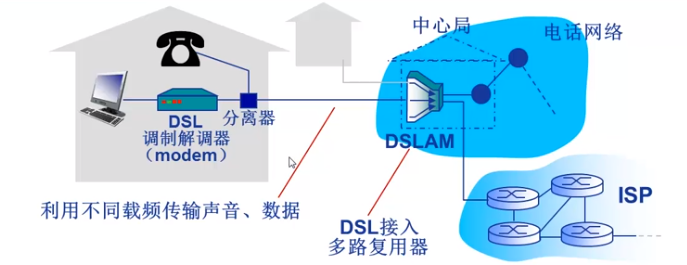 中心局
电话网络
DSL
调制解调器
（modem）
分离器
DSLAM
利用不同载频传输声音、数据
DSL接入
多路复用器
ISP